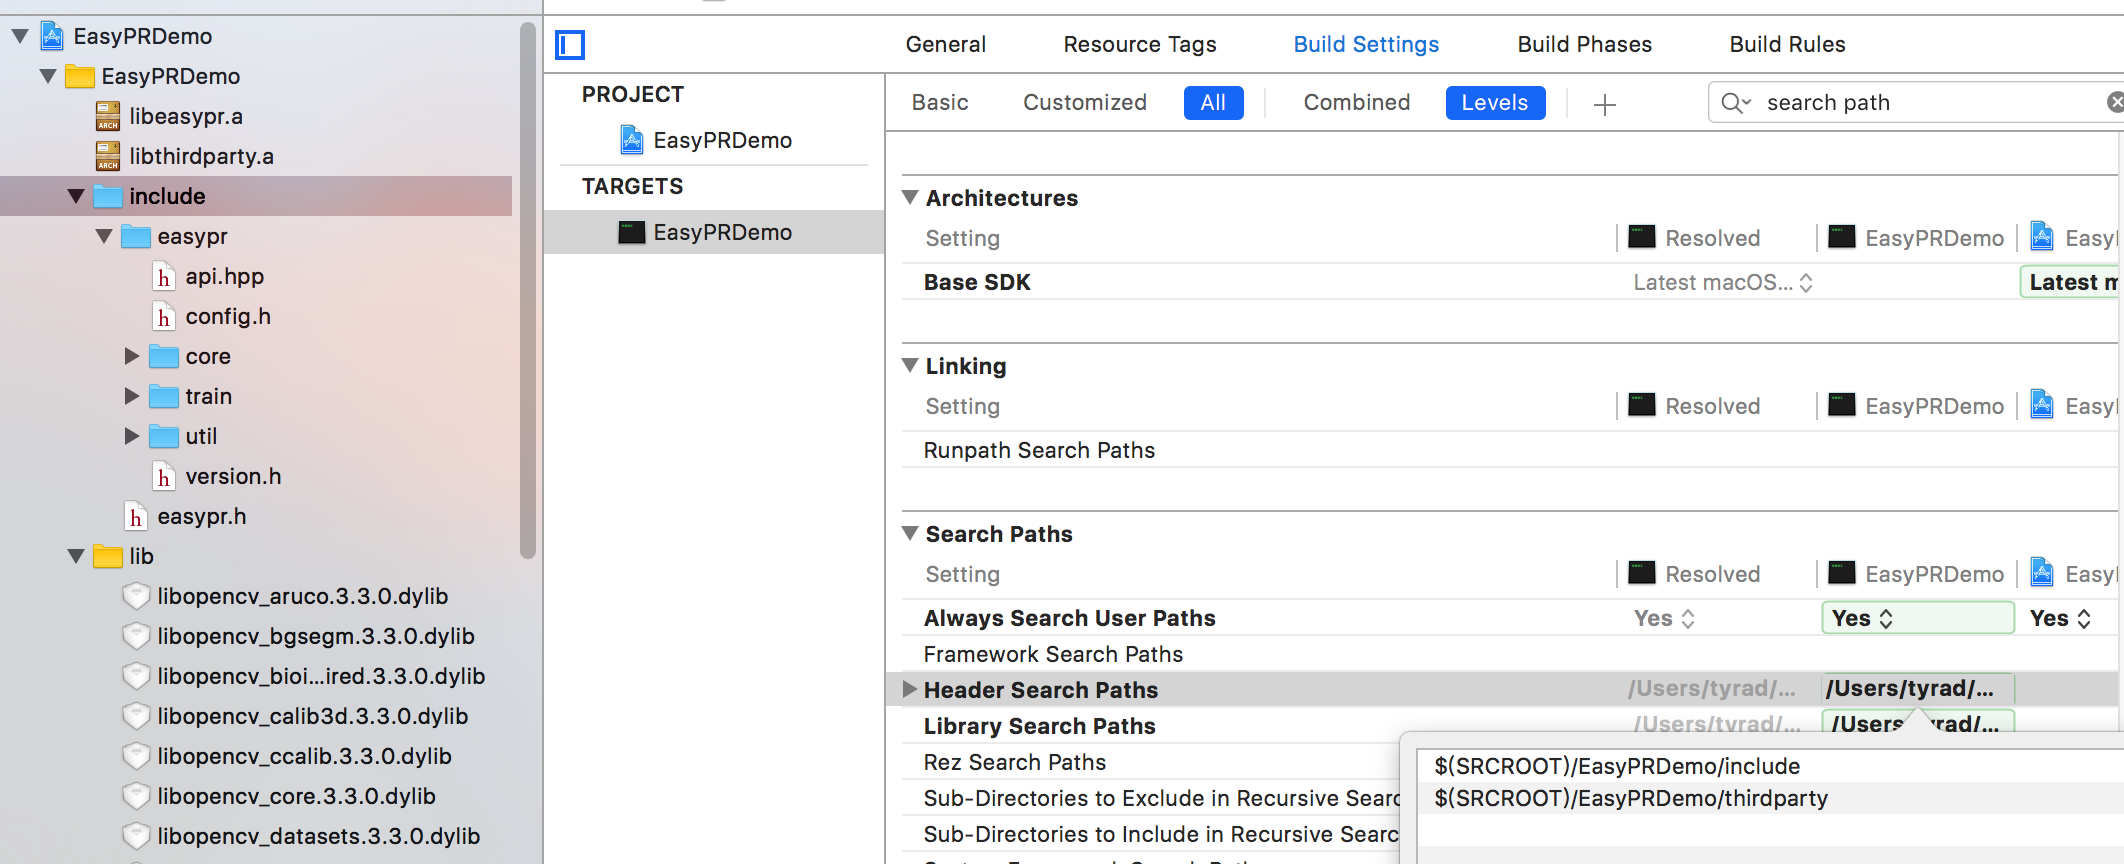 EasyPRDemo
EasyPRDemo
libeasypr.a
libthirdparty.a
include
easypr
api.hpp
config.h
core
train
util
version.h
easypr.h
lib
libopencv_aruco.3.3.0.dylib
libopencv_bgsegm.3.3.0.dylib
libopencv_bioi...ired.3.3.0.dylib
libopencv_calib3d.3.3.0.dylib
libopencv_ccalib.3.3.0.dylib
libopencv_core.3.3.0.dylib
libopencv_datasets.3.3.0.dylib
General Resource Tags Build Settings Build Phases Build Rules
PROJECT
EasyPRDemo
TARGETS
EasyPRDemo
Basic Customized All Combined Levels + search path
Architectures
Setting Resolved EasyPRDemo Easy
Base SDK Latest macOS... Latest m
Linking
Setting Resolved EasyPRDemo Easy
Runpath Search Paths
Search Paths
Setting Resolved EasyPRDemo Easy
Always Search User Paths Yes Yes Yes
Framework Search Paths
Header Search Paths /Users/tyrad/... /Users/tyrad/...
Library Search Paths /Users/tyrad/... /Users/tyrad/...
Rez Search Paths
Sub-Directories to Exclude in Recursive Searc
Sub-Directories to Include in Recursive Searc
$(SRCROOT)/EasyPRDemo/include
$(SRCROOT)/EasyPRDemo/thirdparty